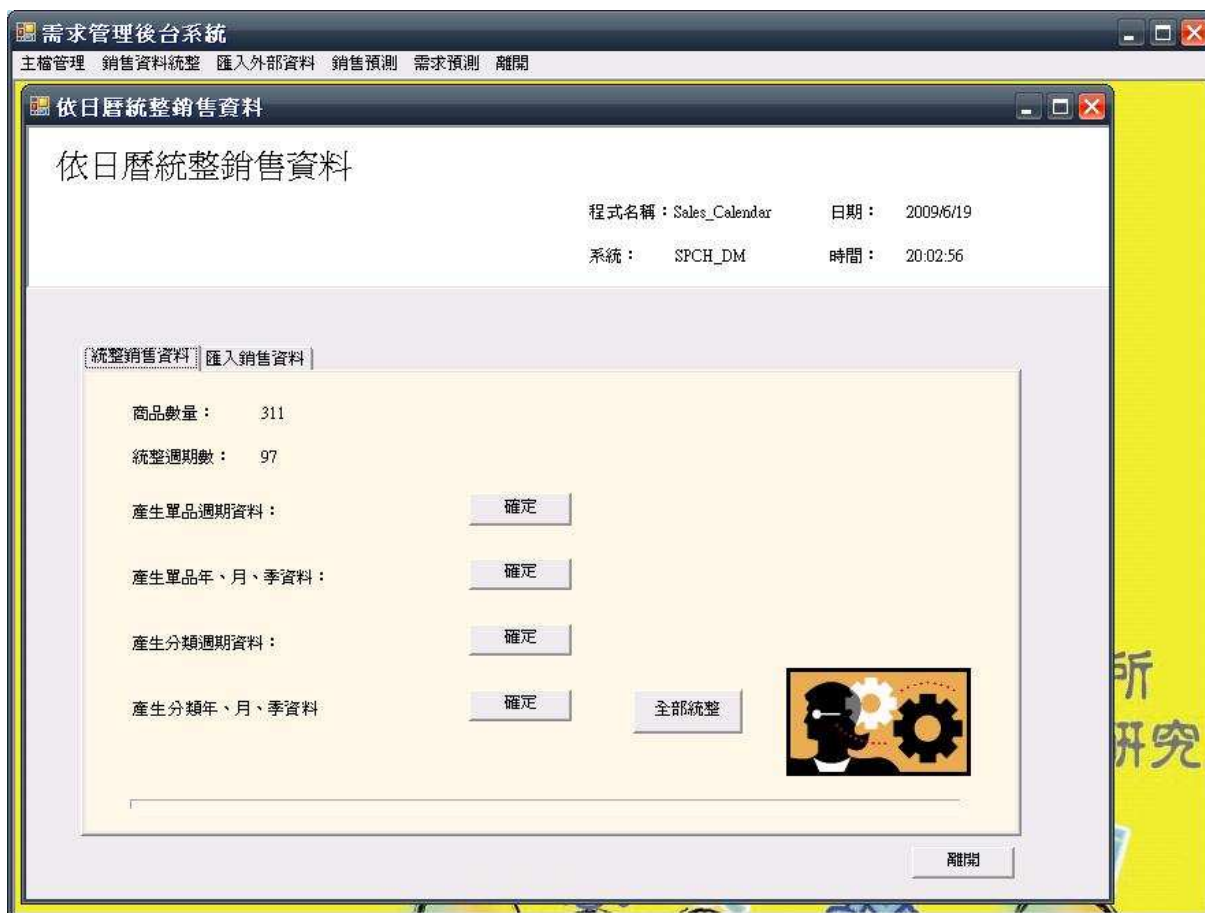 需求管理後台系統
主檔管理 銷售資料統整 匯入外部資料 銷售預測 需求預測 離開
依日曆統整銷售資料
依日曆統整銷售資料
程式名稱：Sales_Calendar 日期： 2009/6/19
系統： SPCH_DM 時間： 20:02:56
統整銷售資料 匯入銷售資料
商品數量： 311
統整週期數： 97
產生單品週期資料： 確定
產生單品年、月、季資料： 確定
產生分類週期資料： 確定
產生分類年、月、季資料 確定 全部統整
所
研究
離開